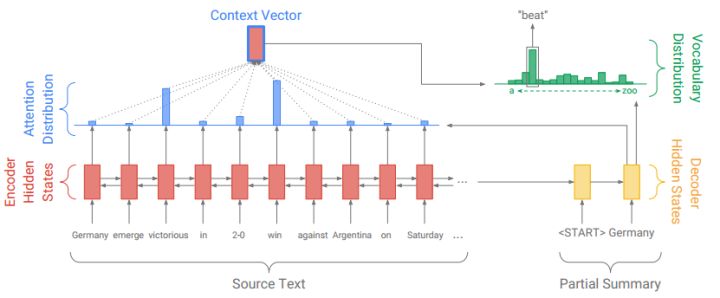 Context Vector
"beat"
Attention
Distribution
Vocabulary
Distribution
a
zoo
Encoder
Hidden
States
Decoder
Hidden States
...
Germany emerge victorious in 2-0 win against Argentina on Saturday ...
<START> Germany
Source Text
Partial Summary